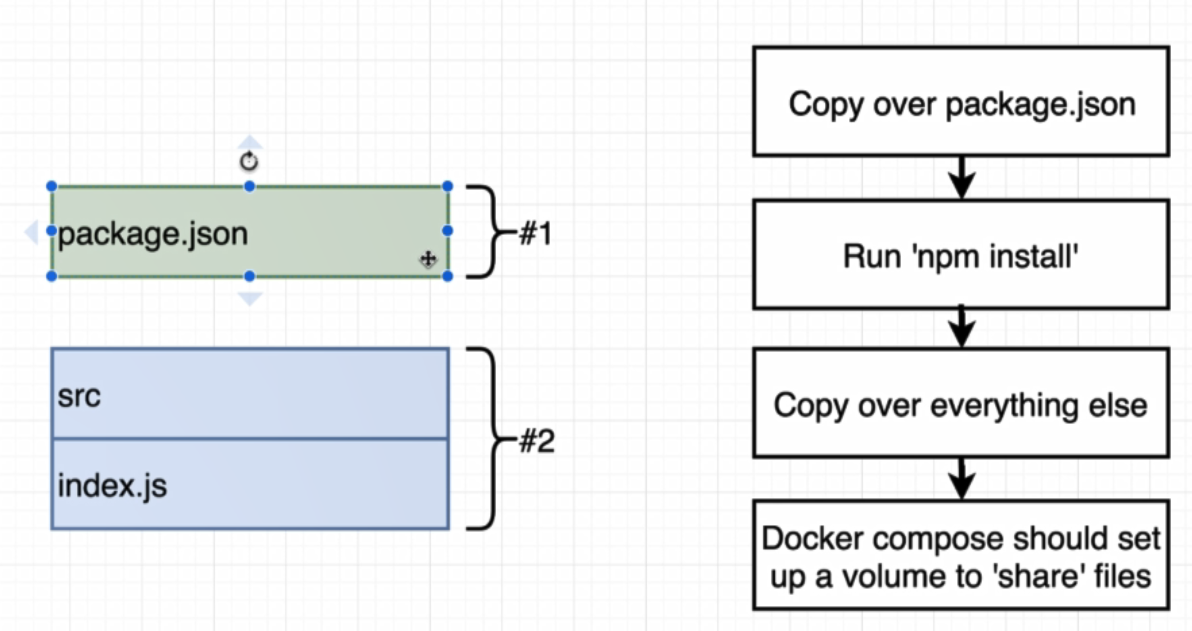 package.json
#1
src
index.js
#2
Copy over package.json
Run 'npm install'
Copy over everything else
Docker compose should set
up a volume to 'share' files